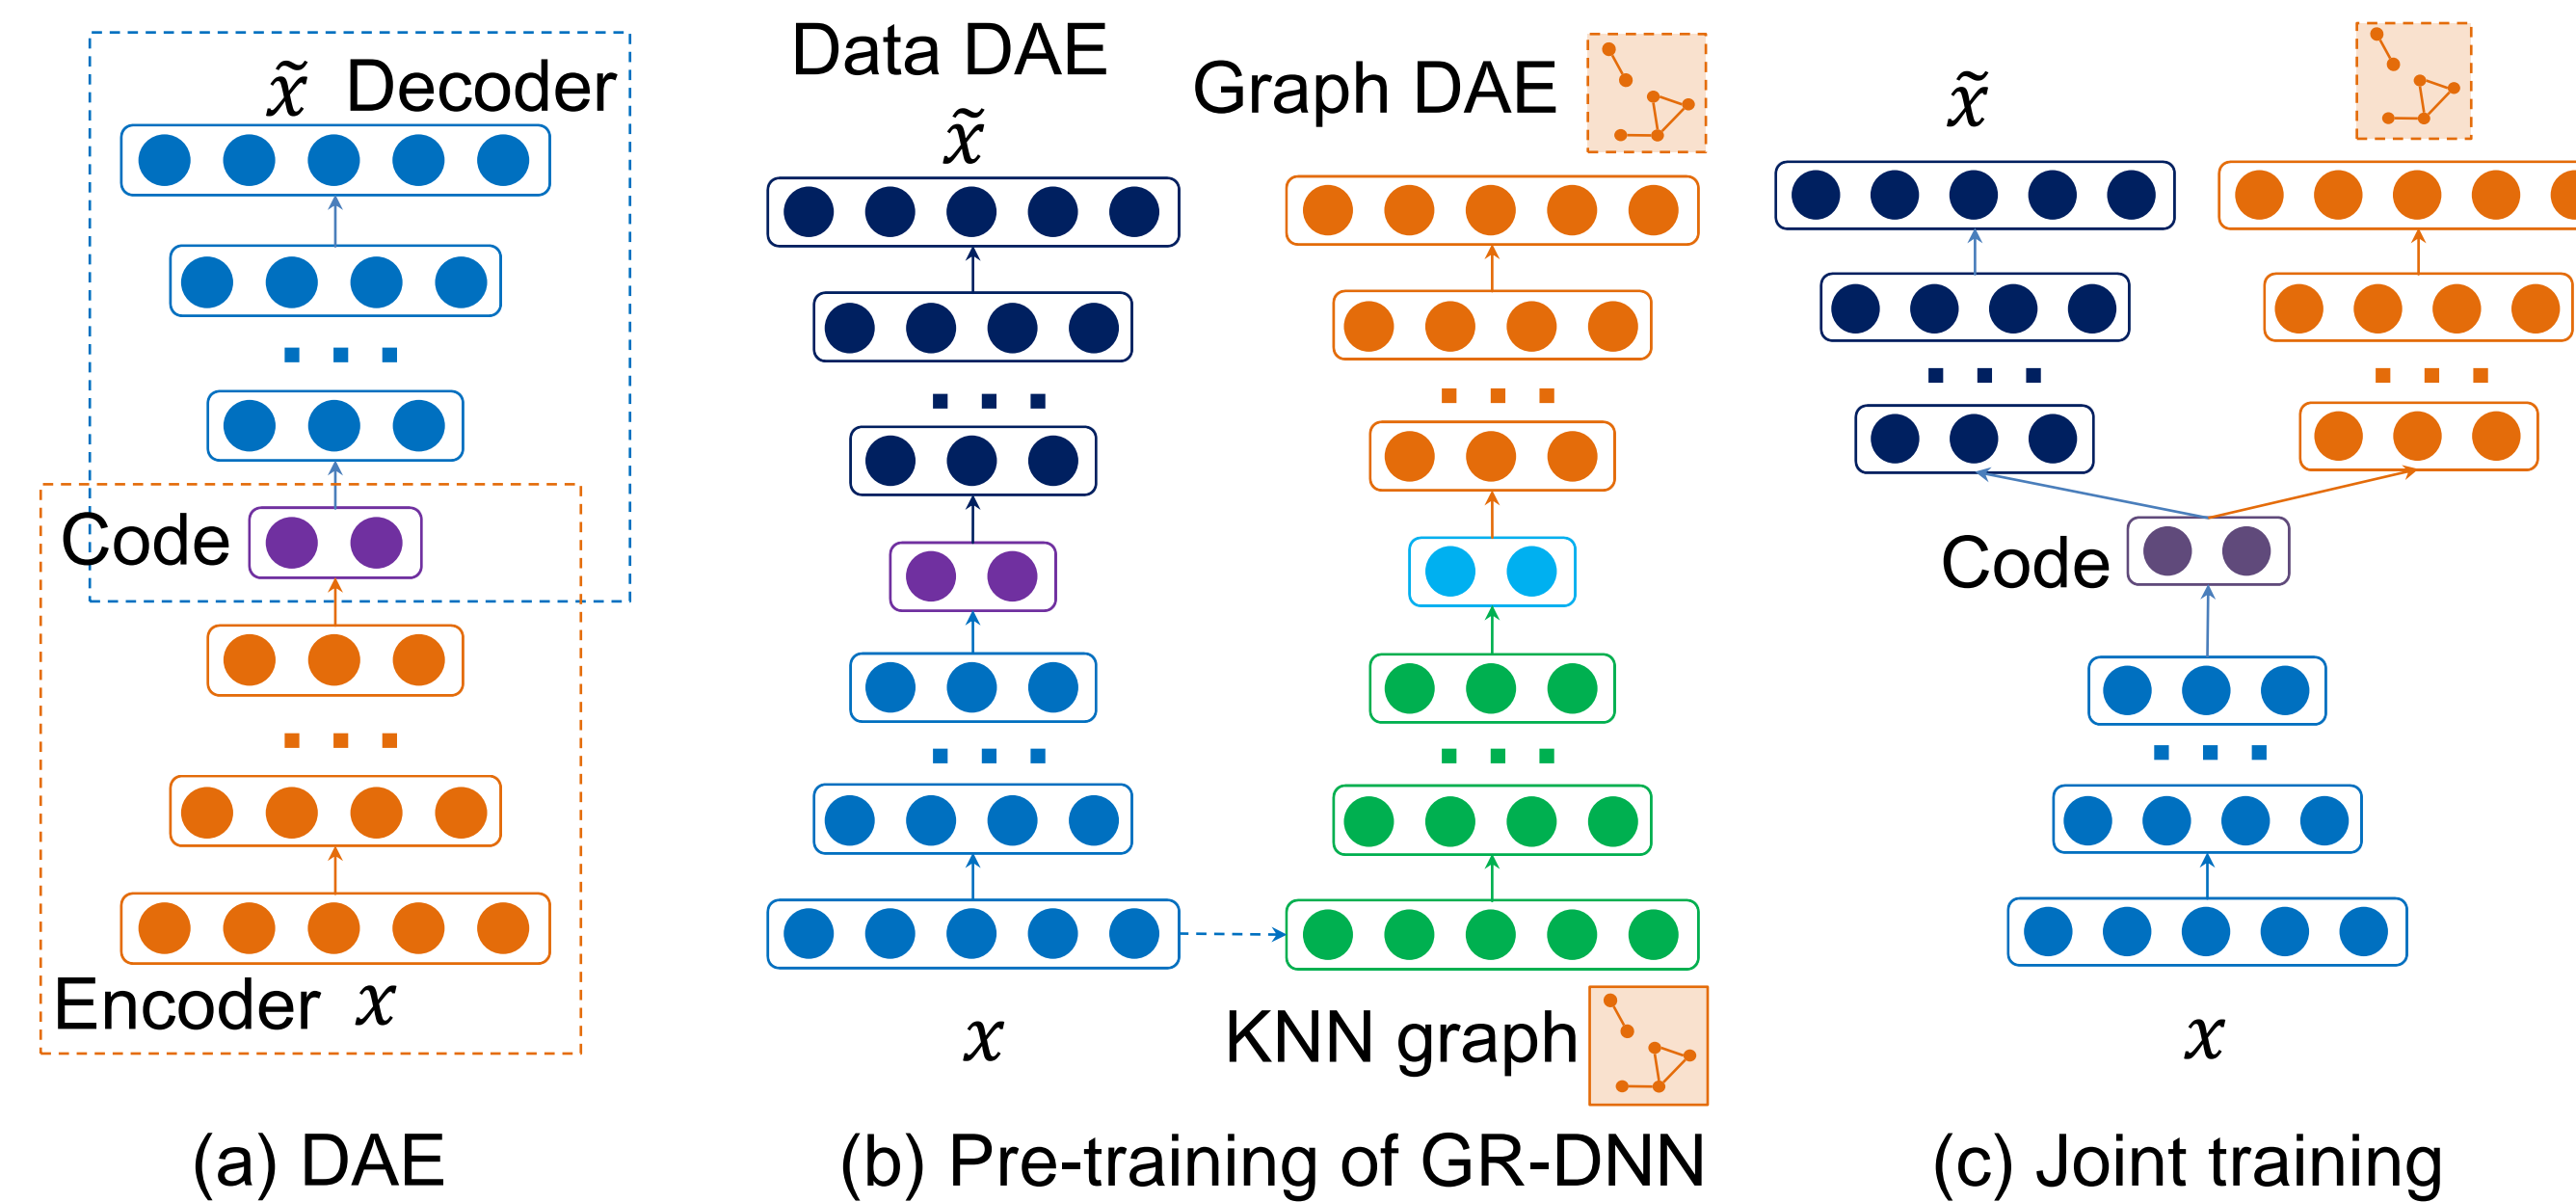 x̃ Decoder
Code
Encoder x
(a) DAE
Data DAE
x̃
Graph DAE
x
KNN graph
(b) Pre-training of GR-DNN
x̃
Code
x
(c) Joint training